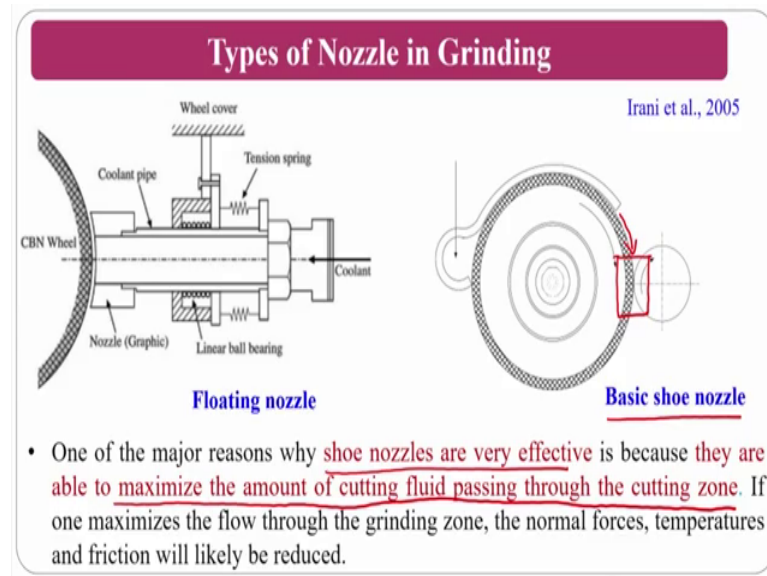 Types of Nozzle in Grinding
Irani et al., 2005
Wheel cover
Tension spring
Coolant pipe
CBN Wheel
Coolant
Nozzle (Graphic)
Linear ball bearing
Floating nozzle
Basic shoe nozzle
• One of the major reasons why shoe nozzles are very effective is because they are
able to maximize the amount of cutting fluid passing through the cutting zone. If
one maximizes the flow through the grinding zone, the normal forces, temperatures
and friction will likely be reduced.